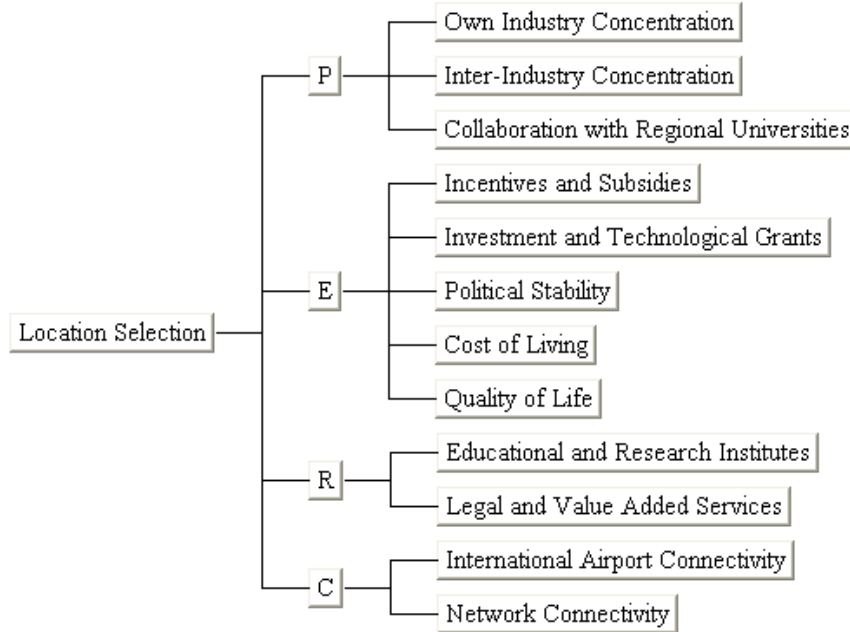 Own Industry Concentration
P
Inter-Industry Concentration
Collaboration with Regional Universities
Incentives and Subsidies
Investment and Technological Grants
E
Political Stability
Location Selection
Cost of Living
Quality of Life
Educational and Research Institutes
R
Legal and Value Added Services
International Airport Connectivity
C
Network Connectivity